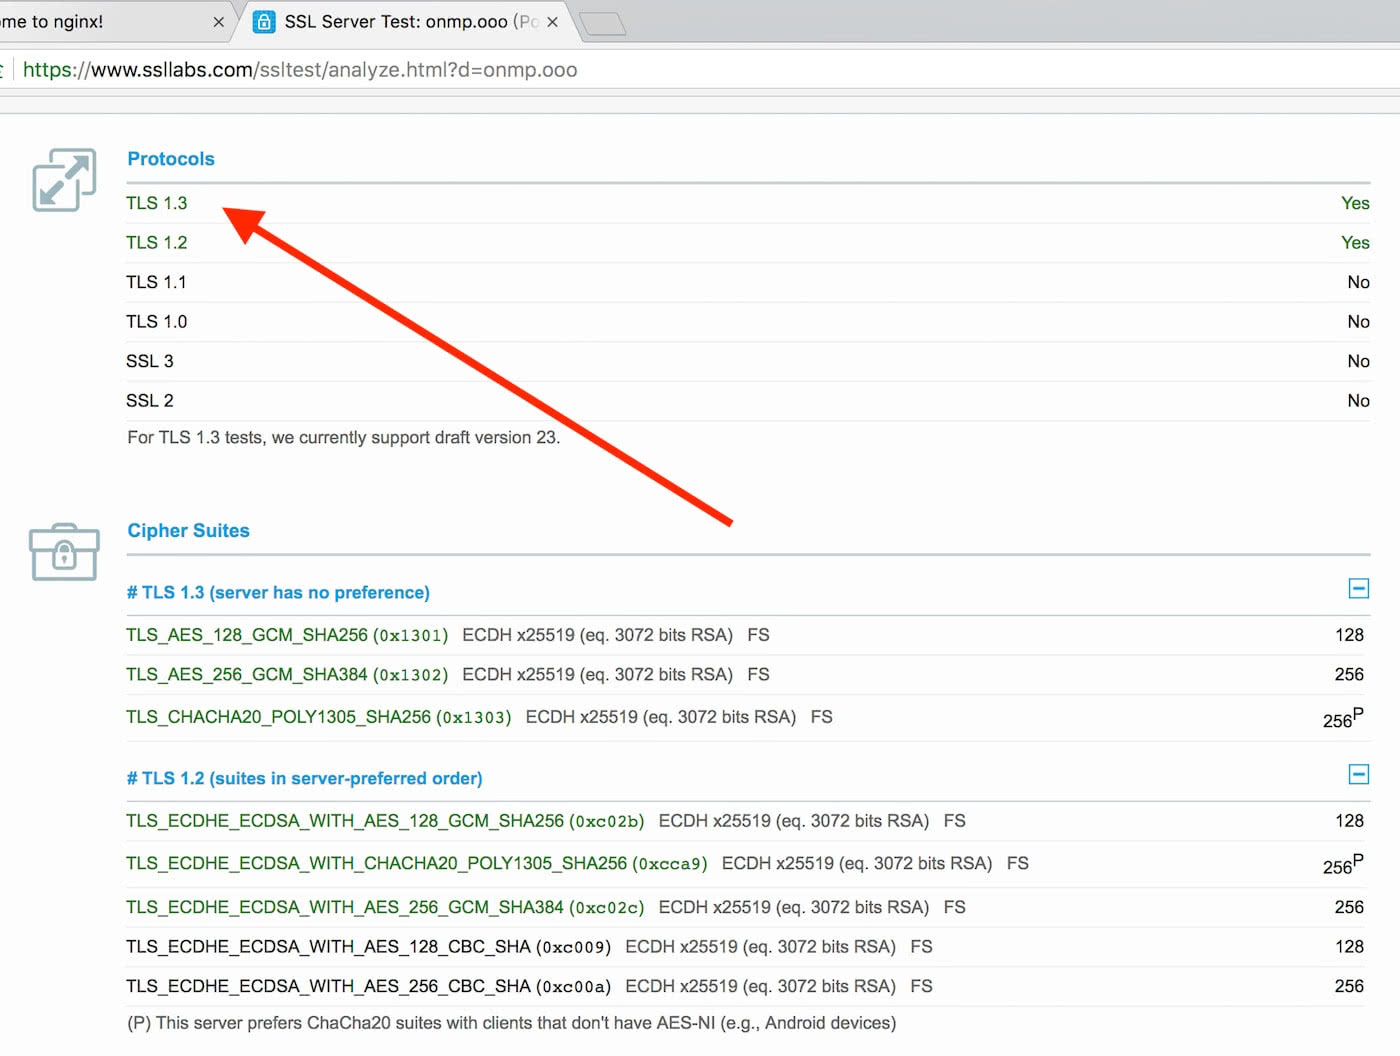 me to nginx!
SSL Server Test: onmp.ooo (Po
https://www.ssllabs.com/ssltest/analyze.html?d=onmp.ooo
Protocols
TLS 1.3 Yes
TLS 1.2 Yes
TLS 1.1 No
TLS 1.0 No
SSL 3 No
SSL 2 No
For TLS 1.3 tests, we currently support draft version 23.
Cipher Suites
# TLS 1.3 (server has no preference)
TLS_AES_128_GCM_SHA256 (0x1301) ECDH x25519 (eq. 3072 bits RSA) FS 128
TLS_AES_256_GCM_SHA384 (0x1302) ECDH x25519 (eq. 3072 bits RSA) FS 256
TLS_CHACHA20_POLY1305_SHA256 (0x1303) ECDH x25519 (eq. 3072 bits RSA) FS 256P
# TLS 1.2 (suites in server-preferred order)
TLS_ECDHE_ECDSA_WITH_AES_128_GCM_SHA256 (0xc02b) ECDH x25519 (eq. 3072 bits RSA) FS 128
TLS_ECDHE_ECDSA_WITH_CHACHA20_POLY1305_SHA256 (0xcca9) ECDH x25519 (eq. 3072 bits RSA) FS 256P
TLS_ECDHE_ECDSA_WITH_AES_256_GCM_SHA384 (0xc02c) ECDH x25519 (eq. 3072 bits RSA) FS 256
TLS_ECDHE_ECDSA_WITH_AES_128_CBC_SHA (0xc009) ECDH x25519 (eq. 3072 bits RSA) FS 128
TLS_ECDHE_ECDSA_WITH_AES_256_CBC_SHA (0xc00a) ECDH x25519 (eq. 3072 bits RSA) FS 256
(P) This server prefers ChaCha20 suites with clients that don't have AES-NI (e.g., Android devices)